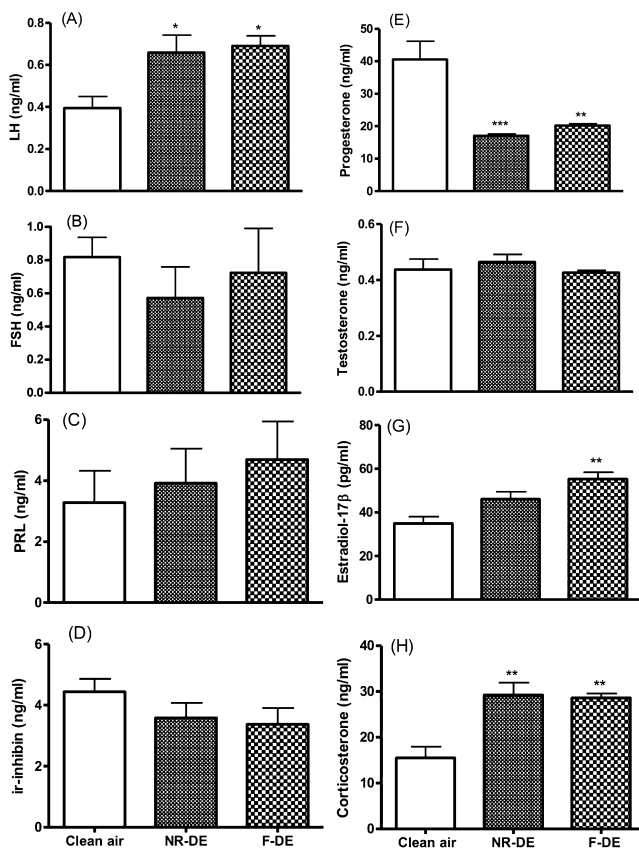 (A)
LH (ng/ml)
0.8
0.6
0.4
0.2
0.0
*
*
(B)
FSH (ng/ml)
1.0
0.8
0.6
0.4
0.2
0.0
(C)
PRL (ng/ml)
6
4
2
0
(D)
ir-inhibin (ng/ml)
6
4
2
0
Clean air NR-DE F-DE
(E)
Progesterone (ng/ml)
50
40
30
20
10
0
***
**
(F)
Testosterone (ng/ml)
0.6
0.4
0.2
0.0
(G)
Estradiol-17β (pg/ml)
80
60
40
20
0
**
(H)
Corticosterone (ng/ml)
40
30
20
10
0
**
**
Clean air NR-DE F-DE